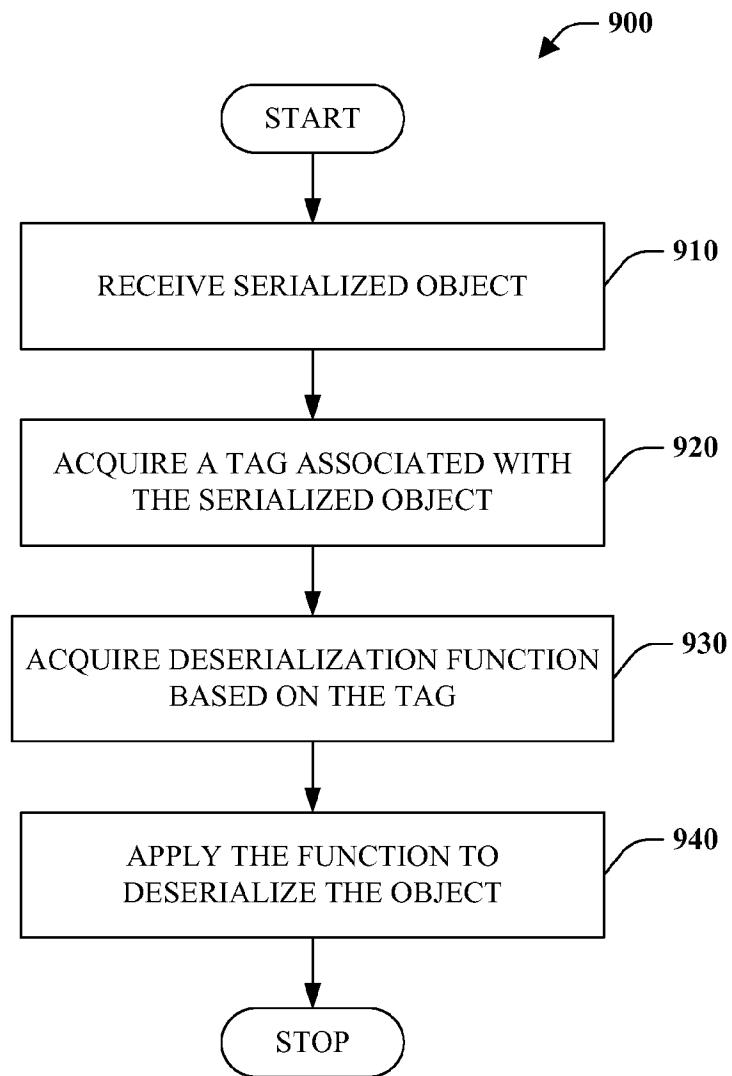 900
START
RECEIVE SERIALIZED OBJECT
910
ACQUIRE A TAG ASSOCIATED WITH
THE SERIALIZED OBJECT
920
ACQUIRE DESERIALIZATION FUNCTION
BASED ON THE TAG
930
APPLY THE FUNCTION TO
DESERIALIZE THE OBJECT
940
STOP